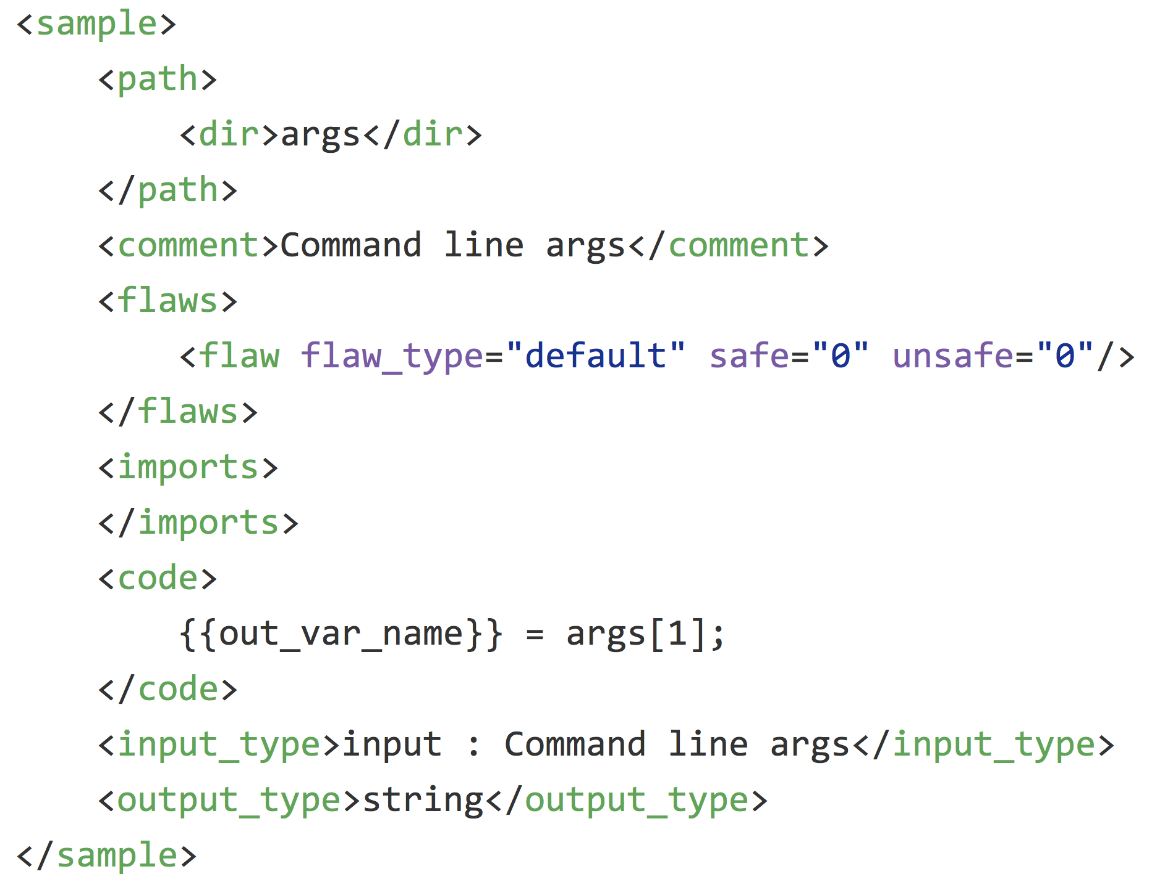 <sample>
    <path>
        <dir>args</dir>
    </path>
    <comment>Command line args</comment>
    <flaws>
        <flaw flaw_type="default" safe="0" unsafe="0"/>
    </flaws>
    <imports>
    </imports>
    <code>
        {{out_var_name}} = args[1];
    </code>
    <input_type>input : Command line args</input_type>
    <output_type>string</output_type>
</sample>